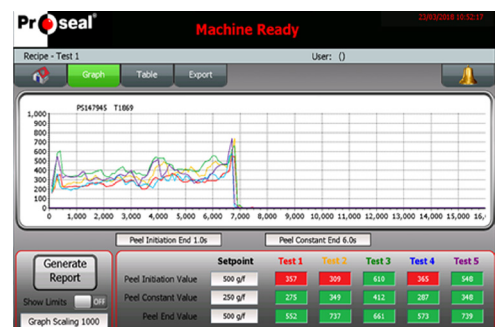 Proseal®
Machine Ready
23/03/2018 10:52:17
Recipe - Test 1
User: ()
Graph
Table
Export
PS147945 T1869
1,000
900
800
700
600
500
400
300
200
100
0
0 1,000 2,000 3,000 4,000 5,000 6,000 7,000 8,000 9,000 10,000 11,000 12,000 13,000 14,000 15,000 16,
Peel Initiation End 1.0s
Peel Constant End 6.0s
Generate
Report
Show Limits OFF
Graph Scaling 1000
Setpoint Test 1 Test 2 Test 3 Test 4 Test 5
Peel Initiation Value 500 g/f 357 309 610 365 548
Peel Constant Value 250 g/f 275 349 412 287 348
Peel End Value 500 g/f 552 737 661 573 739